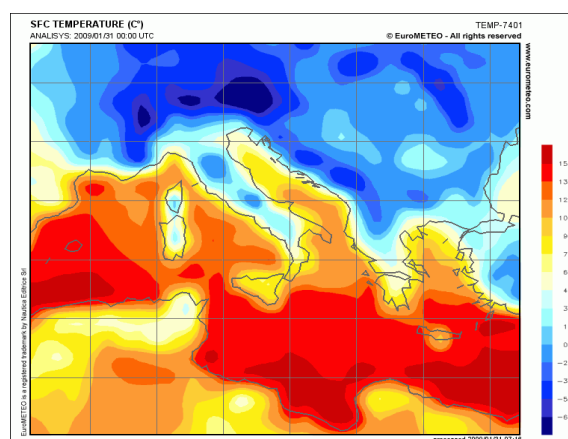 SFC TEMPERATURE (C°)
TEMP-7401
ANALISYS: 2009/01/31 00:00 UTC
© EuroMETEO - All rights reserved
www.eurometeo.com
EuroMETEO is a registered trademark by Nautica Editrice Srl
15
13
12
10
9
7
6
4
3
1
0
-2
-3
-5
-6